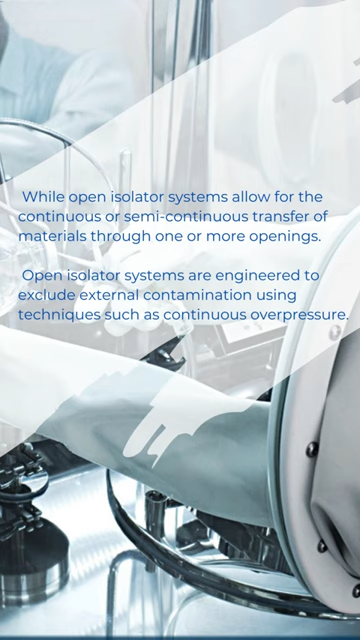 While open isolator systems allow for the
continuous or semi-continuous transfer of
materials through one or more openings.
Open isolator systems are engineered to
exclude external contamination using
techniques such as continuous overpressure.